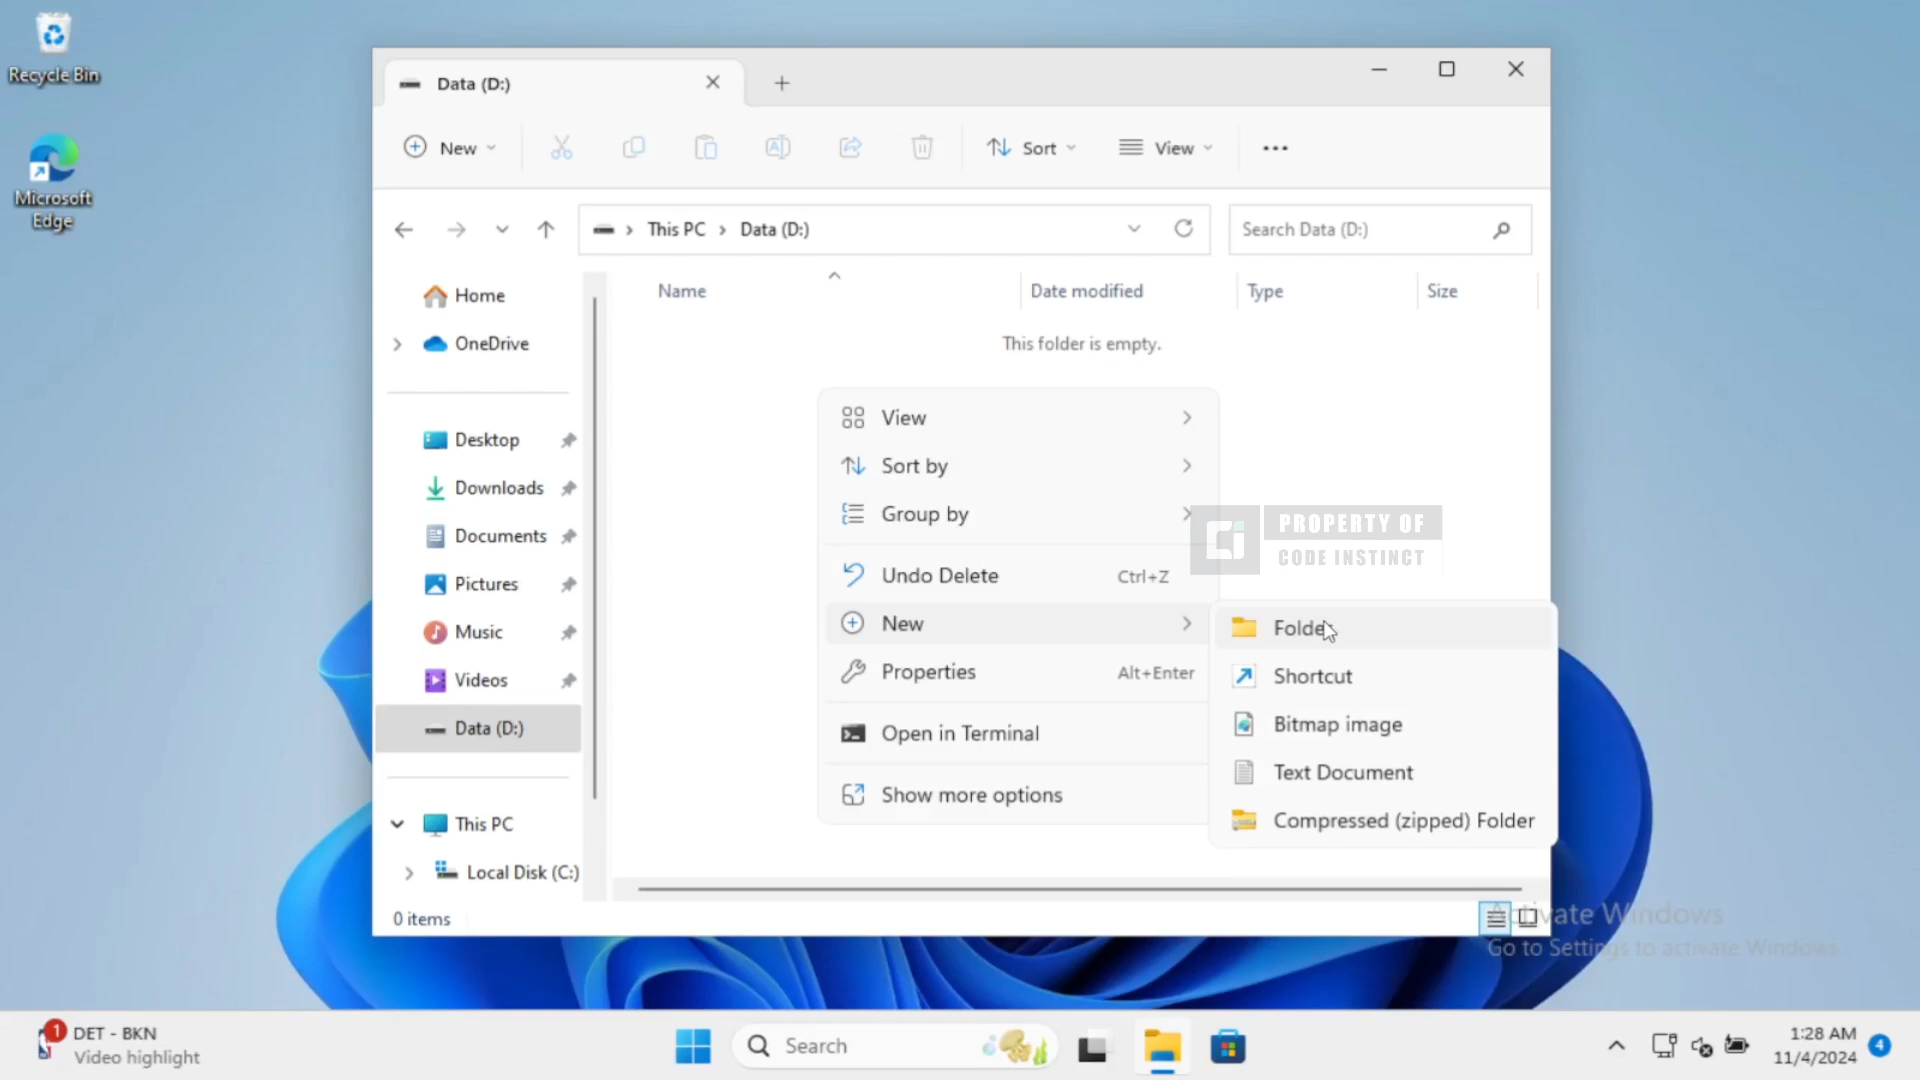 Recycle Bin
Microsoft
Edge
Data (D:)
New
Sort
View
This PC
Data (D:)
Search Data (D:)
Home
OneDrive
Desktop
Downloads
Documents
Pictures
Music
Videos
Data (D:)
This PC
Local Disk (C:)
Name
Date modified
Type
Size
This folder is empty.
View
Sort by
Group by
Undo Delete Ctrl+Z
New
Properties Alt+Enter
Open in Terminal
Show more options
PROPERTY OF
CODE INSTINCT
Folder
Shortcut
Bitmap image
Text Document
Compressed (zipped) Folder
0 items
Activate Windows
Go to Settings to activate Windows.
1
DET - BKN
Video highlight
Search
1:28 AM
11/4/2024
4